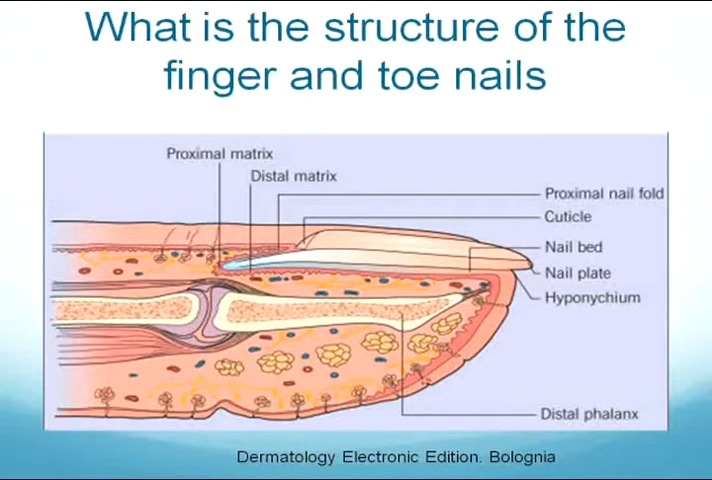 What is the structure of the
finger and toe nails
Proximal matrix
Distal matrix
Proximal nail fold
Cuticle
Nail bed
Nail plate
Hyponychium
Distal phalanx
Dermatology Electronic Edition. Bolognia